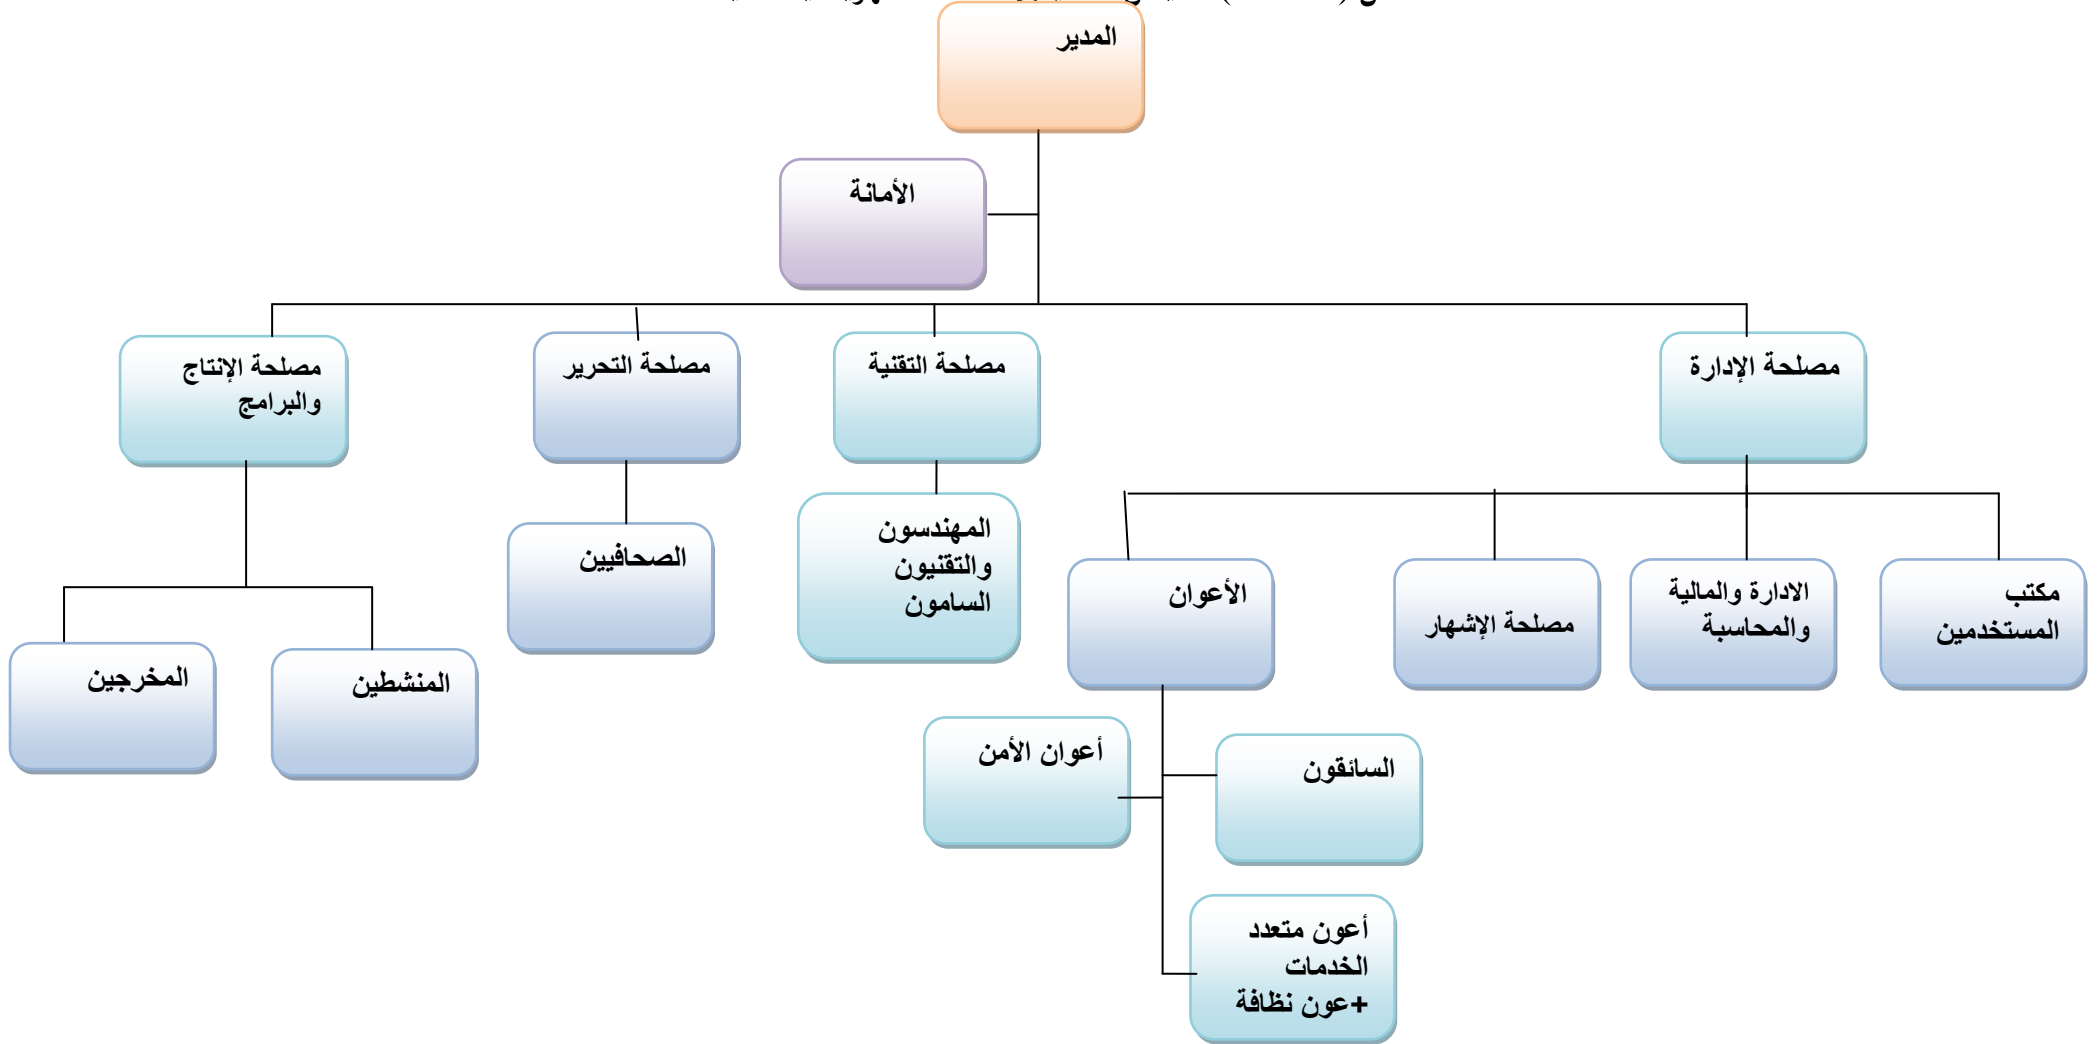 المدير
الأمانة
مصلحة الإدارة
مصلحة التقنية
مصلحة التحرير
مصلحة الإنتاج
والبرامج
مكتب
المستخدمين
الادارة والمالية
والمحاسبة
مصلحة الإشهار
الأعوان
المهندسون
والتقنيون
السامون
الصحافيين
المنشطين
المخرجين
السائقون
أعوان الأمن
أعون متعدد
الخدمات
+عون نظافة